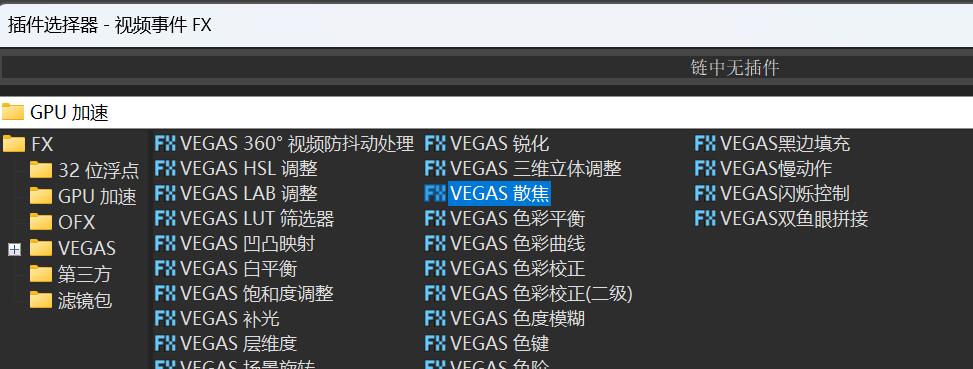 插件选择器 - 视频事件 FX
链中无插件
GPU 加速
FX
32 位浮点
GPU 加速
OFX
VEGAS
第三方
滤镜包
FX VEGAS 360° 视频防抖动处理
FX VEGAS HSL 调整
FX VEGAS LAB 调整
FX VEGAS LUT 筛选器
FX VEGAS 凹凸映射
FX VEGAS 白平衡
FX VEGAS 饱和度调整
FX VEGAS 补光
FX VEGAS 层维度
FX VEGAS 场景旋转
FX VEGAS 锐化
FX VEGAS 三维立体调整
FX VEGAS 散焦
FX VEGAS 色彩平衡
FX VEGAS 色彩曲线
FX VEGAS 色彩校正
FX VEGAS 色彩校正(二级)
FX VEGAS 色度模糊
FX VEGAS 色键
FX VEGAS 色阶
FX VEGAS黑边填充
FX VEGAS慢动作
FX VEGAS闪烁控制
FX VEGAS双鱼眼拼接